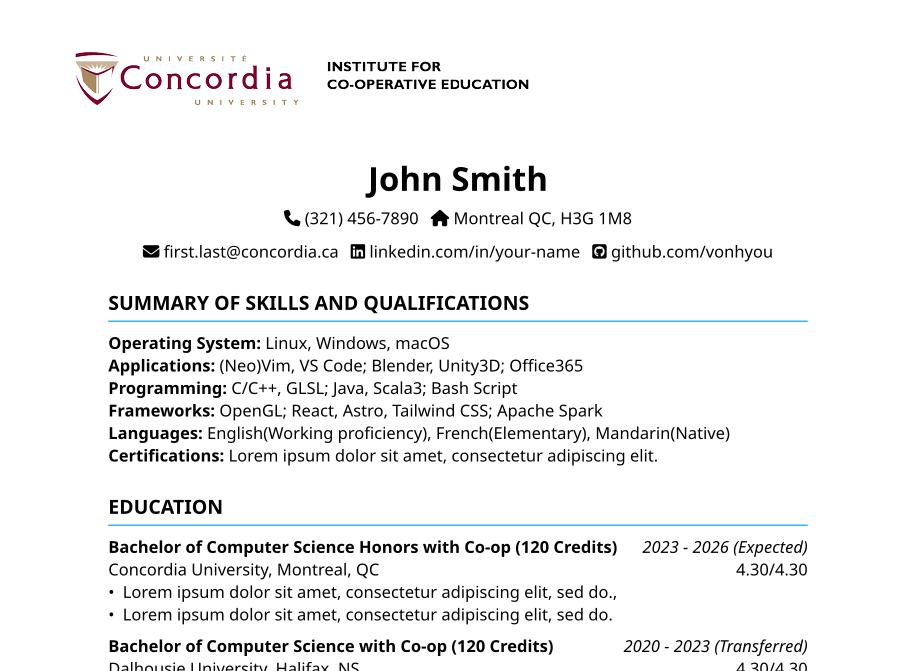 UNIVERSITÉ
Concordia
UNIVERSITY
INSTITUTE FOR
CO-OPERATIVE EDUCATION
John Smith
(321) 456-7890 Montreal QC, H3G 1M8
first.last@concordia.ca linkedin.com/in/your-name github.com/vonhyou
SUMMARY OF SKILLS AND QUALIFICATIONS
Operating System: Linux, Windows, macOS
Applications: (Neo)Vim, VS Code; Blender, Unity3D; Office365
Programming: C/C++, GLSL; Java, Scala3; Bash Script
Frameworks: OpenGL; React, Astro, Tailwind CSS; Apache Spark
Languages: English(Working proficiency), French(Elementary), Mandarin(Native)
Certifications: Lorem ipsum dolor sit amet, consectetur adipiscing elit.
EDUCATION
Bachelor of Computer Science Honors with Co-op (120 Credits) 2023 - 2026 (Expected)
Concordia University, Montreal, QC 4.30/4.30
• Lorem ipsum dolor sit amet, consectetur adipiscing elit, sed do.,
• Lorem ipsum dolor sit amet, consectetur adipiscing elit, sed do.
Bachelor of Computer Science with Co-op (120 Credits) 2020 - 2023 (Transferred)
Dalhousie University, Halifax, NS 4.30/4.30